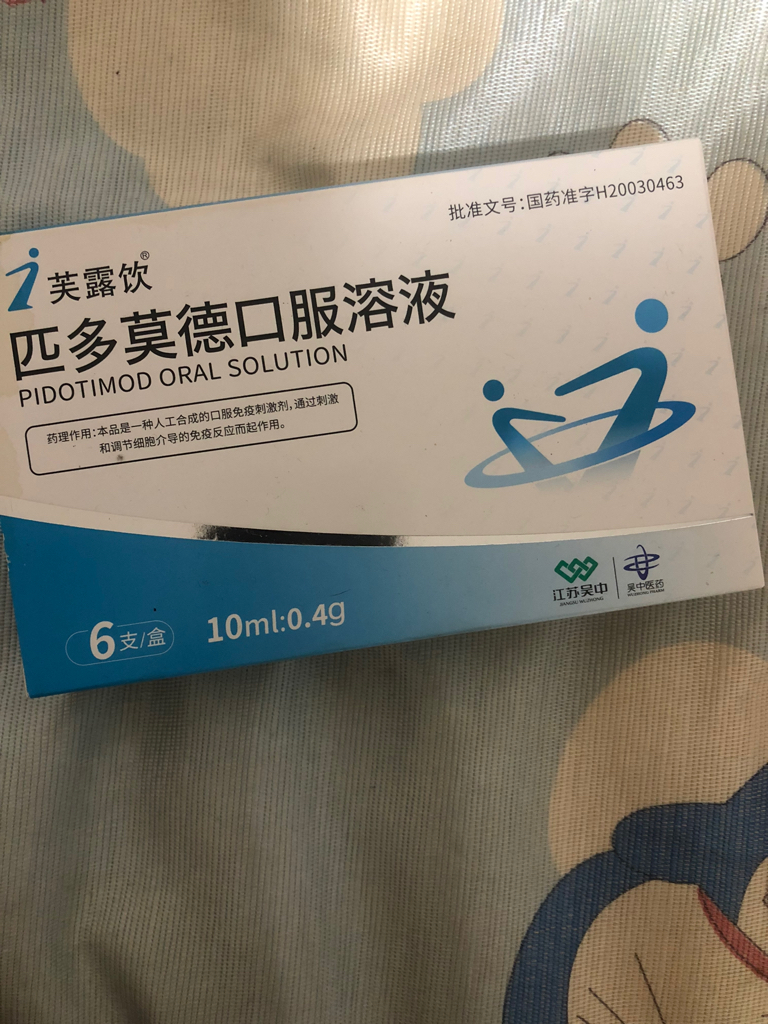 批准文号:国药准字H20030463
芙露饮®
匹多莫德口服溶液
PIDOTIMOD ORAL SOLUTION
药理作用:本品是一种人工合成的口服免疫刺激剂,通过刺激
和调节细胞介导的免疫反应而起作用。
6支/盒
10ml:0.4g
江苏吴中
JIANGSU WUZHONG
吴中医药
WUZHONG PHARM